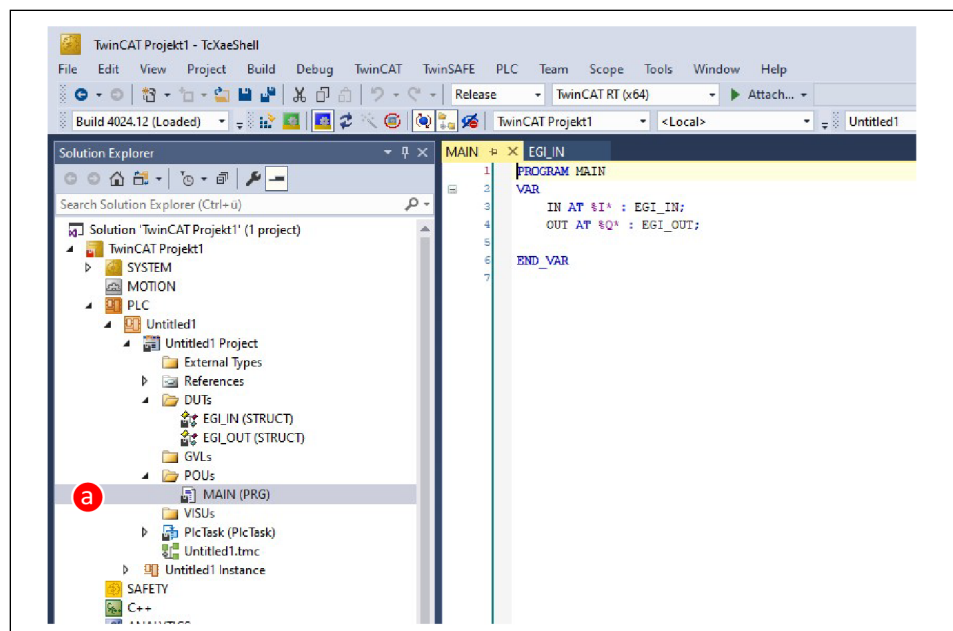 TwinCAT Projekt1 - TcXaeShell
File Edit View Project Build Debug TwinCAT TwinSAFE PLC Team Scope Tools Window Help
Release TwinCAT RT (x64) Attach...
Build 4024.12 (Loaded) TwinCAT Projekt1 <Local> Untitled1
Solution Explorer
Search Solution Explorer (Ctrl+ü)
Solution 'TwinCAT Projekt1' (1 project)
TwinCAT Projekt1
SYSTEM
MOTION
PLC
Untitled1
Untitled1 Project
External Types
References
DUTs
EGI_IN (STRUCT)
EGI_OUT (STRUCT)
GVLs
POUs
a MAIN (PRG)
VISUs
PlcTask (PlcTask)
Untitled1.tmc
Untitled1 Instance
SAFETY
C++
ANALYTICS
MAIN EGI_IN
1 PROGRAM MAIN
2 VAR
3 IN AT %I* : EGI_IN;
4 OUT AT %Q* : EGI_OUT;
5
6 END_VAR
7